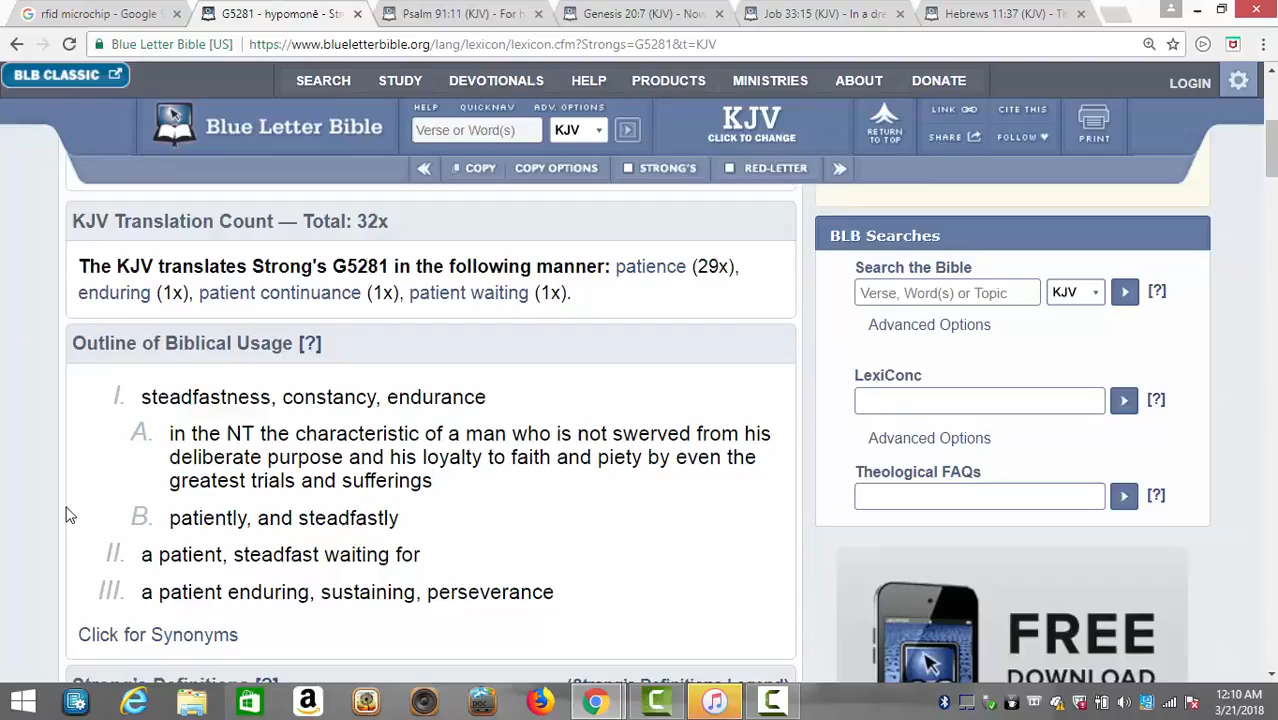 rfid microchip - Google S
G5281 - hypomonē - Stro
Psalm 91:11 (KJV) - For h
Genesis 20:7 (KJV) - Now
Job 33:15 (KJV) - In a dre
Hebrews 11:37 (KJV) - Th
Blue Letter Bible [US]
https://www.blueletterbible.org/lang/lexicon/lexicon.cfm?Strongs=G5281&t=KJV
BLB CLASSIC
SEARCH STUDY DEVOTIONALS HELP PRODUCTS MINISTRIES ABOUT DONATE
LOGIN
Blue Letter Bible
HELP QUICKNAV ADV. OPTIONS
Verse or Word(s)
KJV
KJV
CLICK TO CHANGE
RETURN
TO TOP
LINK
CITE THIS
SHARE
FOLLOW
PRINT
COPY COPY OPTIONS STRONG'S RED-LETTER
KJV Translation Count — Total: 32x
The KJV translates Strong's G5281 in the following manner: patience (29x),
enduring (1x), patient continuance (1x), patient waiting (1x).
Outline of Biblical Usage [?]
I. steadfastness, constancy, endurance
A. in the NT the characteristic of a man who is not swerved from his
deliberate purpose and his loyalty to faith and piety by even the
greatest trials and sufferings
B. patiently, and steadfastly
II. a patient, steadfast waiting for
III. a patient enduring, sustaining, perseverance
Click for Synonyms
Strong's Definitions [?]
(Strong's Definitions Legend)
BLB Searches
Search the Bible
Verse, Word(s) or Topic
KJV
[?]
Advanced Options
LexiConc
[?]
Advanced Options
Theological FAQs
[?]
FREE
DOWNLOAD
12:10 AM
3/21/2018